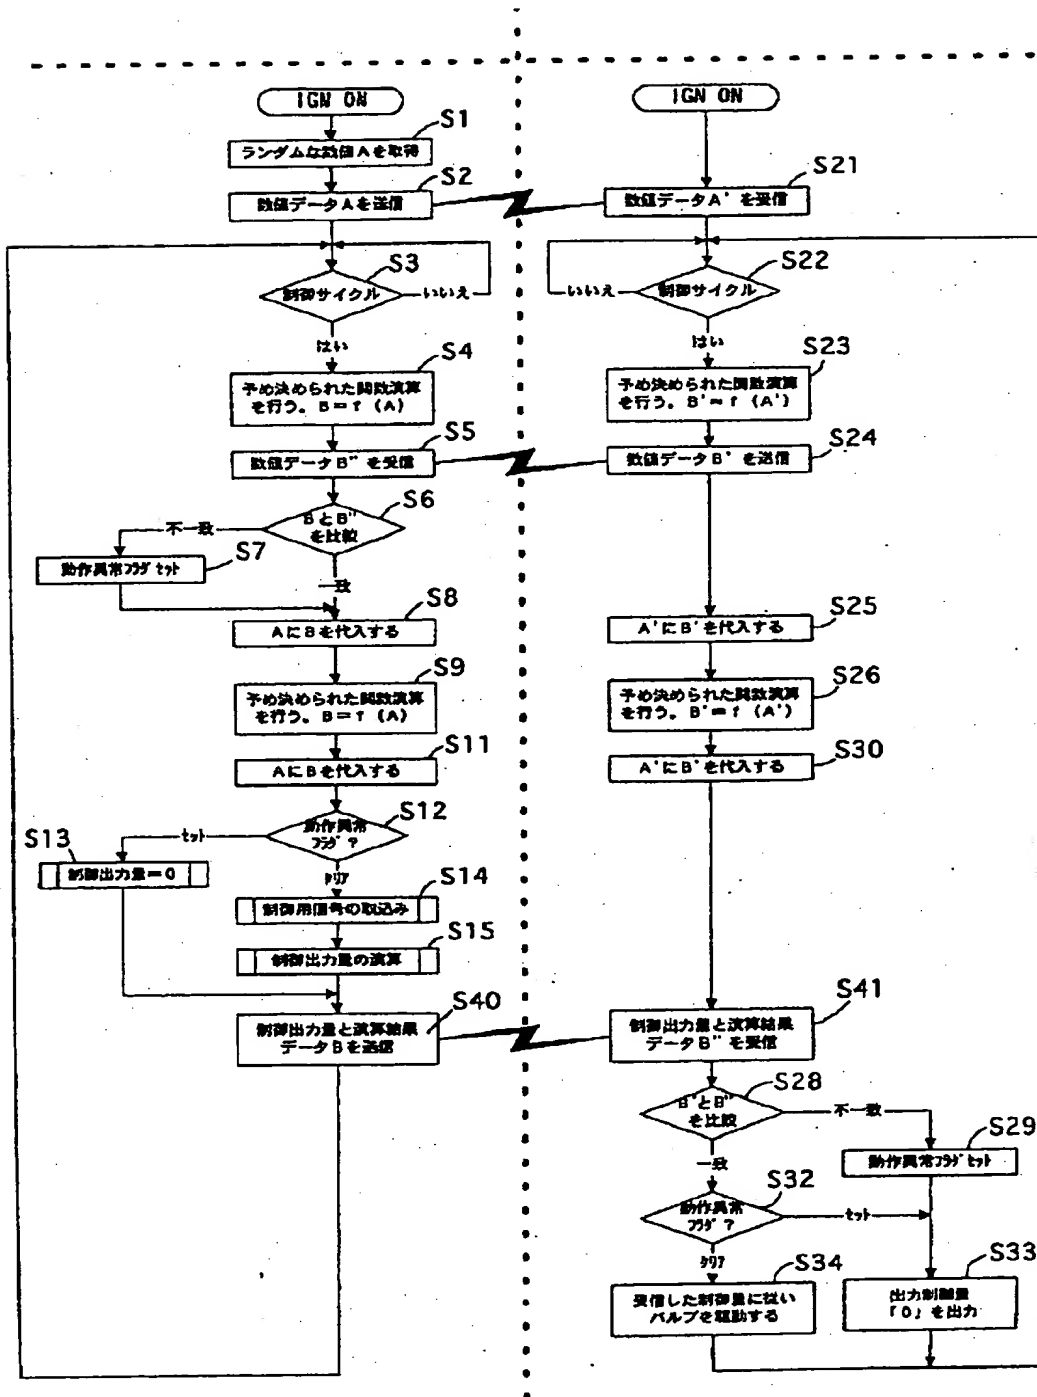 IGN ON
S1
ランダムな数値Aを取得
S2
数値データAを送信
S3
制御サイクル
いいえ
はい
S4
予め決められた関数演算
を行う。B=f (A)
S5
数値データB"を受信
S6
BとB"
を比較
不一致
S7
動作異常フラグセット
一致
S8
AにBを代入する
S9
予め決められた関数演算
を行う。B=f (A)
S11
AにBを代入する
S12
動作異常
フラグ?
セット
S13
制御出力量=0
クリア
S14
制御用信号の取込み
S15
制御出力量の演算
S40
制御出力量と演算結果
データBを送信
IGN ON
S21
数値データA'を受信
S22
制御サイクル
いいえ
はい
S23
予め決められた関数演算
を行う。B'=f (A')
S24
数値データB'を送信
S25
A'にB'を代入する
S26
予め決められた関数演算
を行う。B'=f (A')
S30
A'にB'を代入する
S41
制御出力量と演算結果
データB"を受信
S28
B'とB"
を比較
不一致
S29
動作異常フラグセット
一致
S32
動作異常
フラグ?
セット
クリア
S34
受信した制御量に従い
バルブを駆動する
S33
出力制御量
「0」を出力